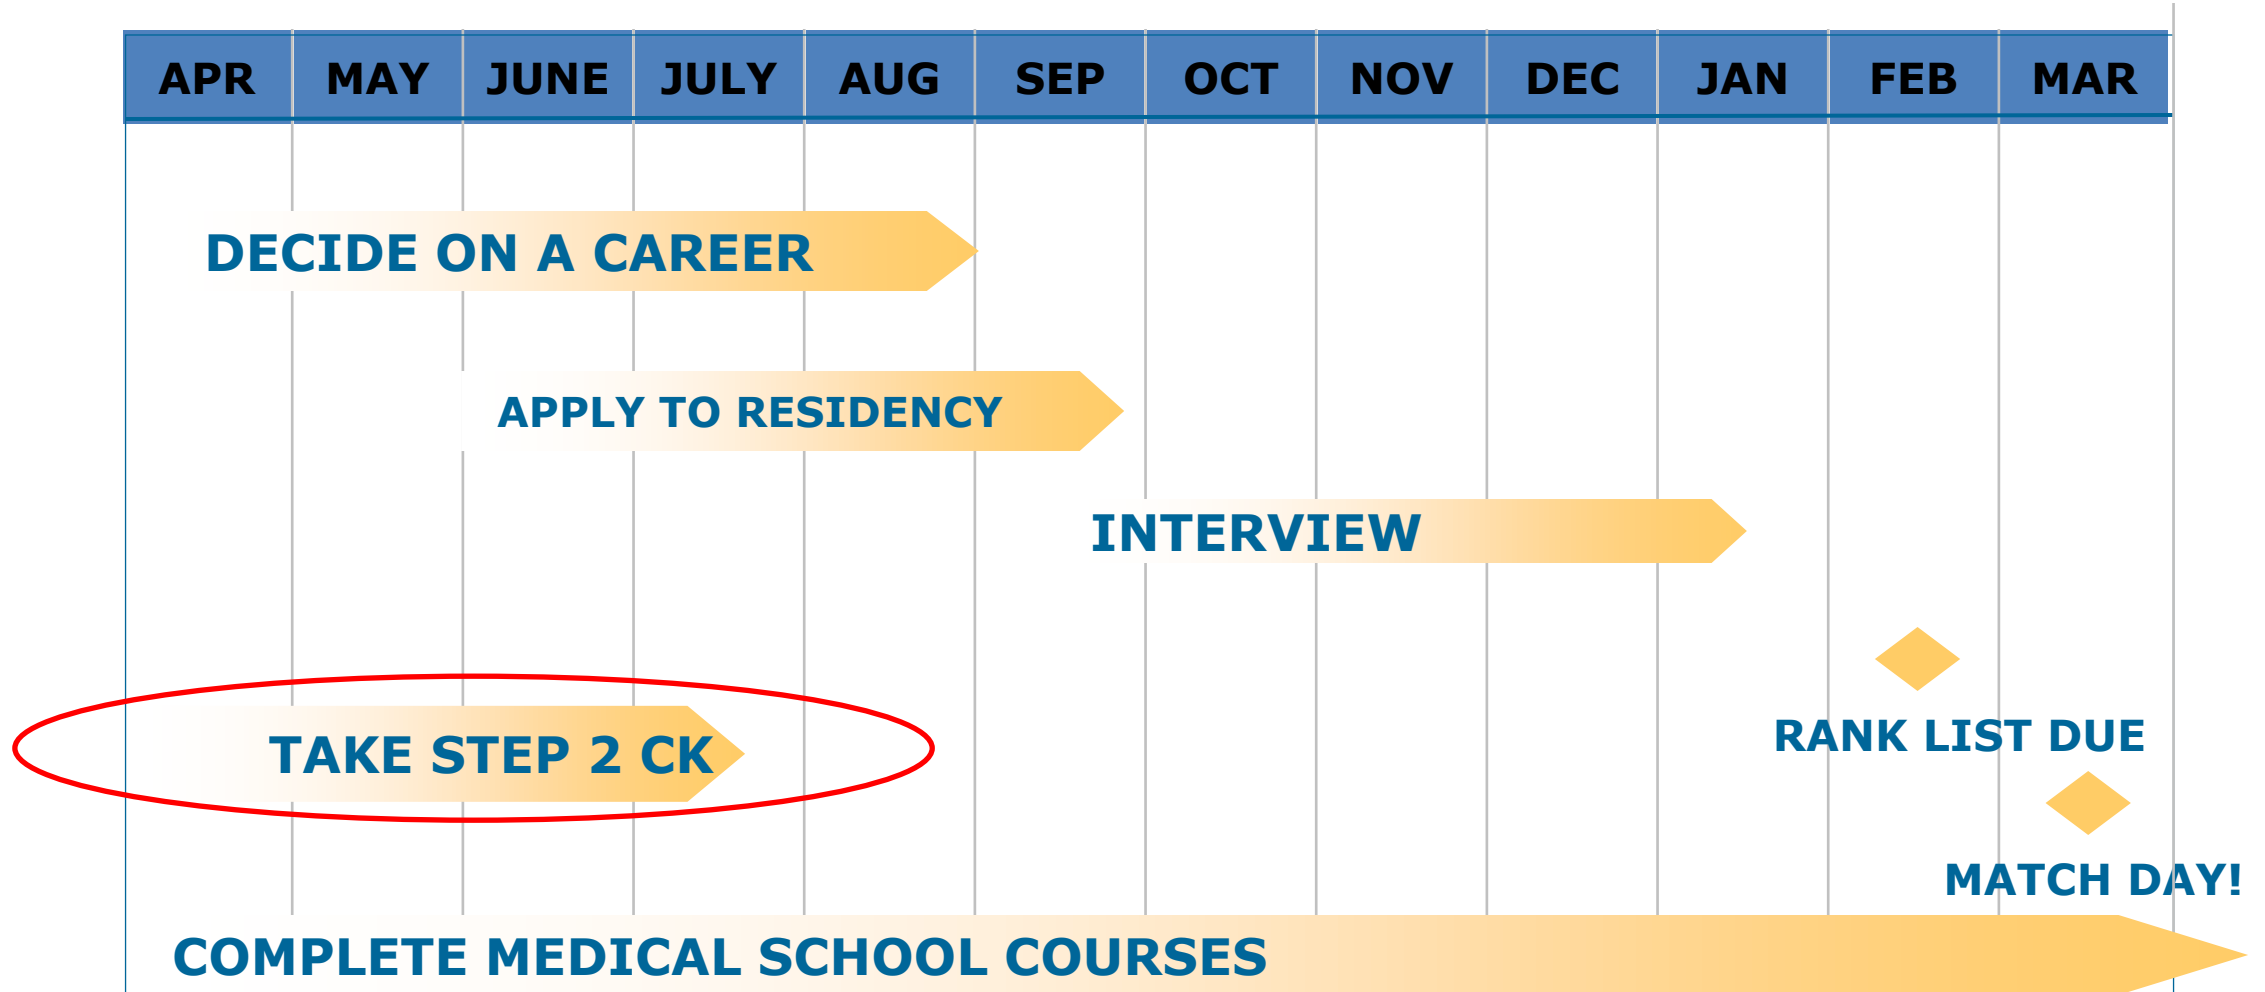 APR MAY JUNE JULY AUG SEP OCT NOV DEC JAN FEB MAR
DECIDE ON A CAREER
APPLY TO RESIDENCY
INTERVIEW
RANK LIST DUE
TAKE STEP 2 CK
MATCH DAY!
COMPLETE MEDICAL SCHOOL COURSES